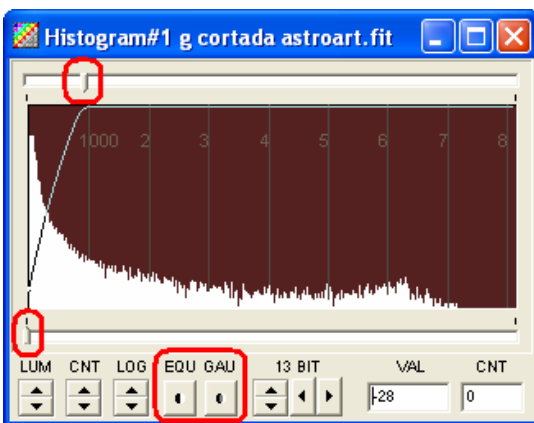 Histogram#1 g cortada astroart.fit
1000 2 3 4 5 6 7 8
LUM CNT LOG EQU GAU 13 BIT VAL CNT
-28 0